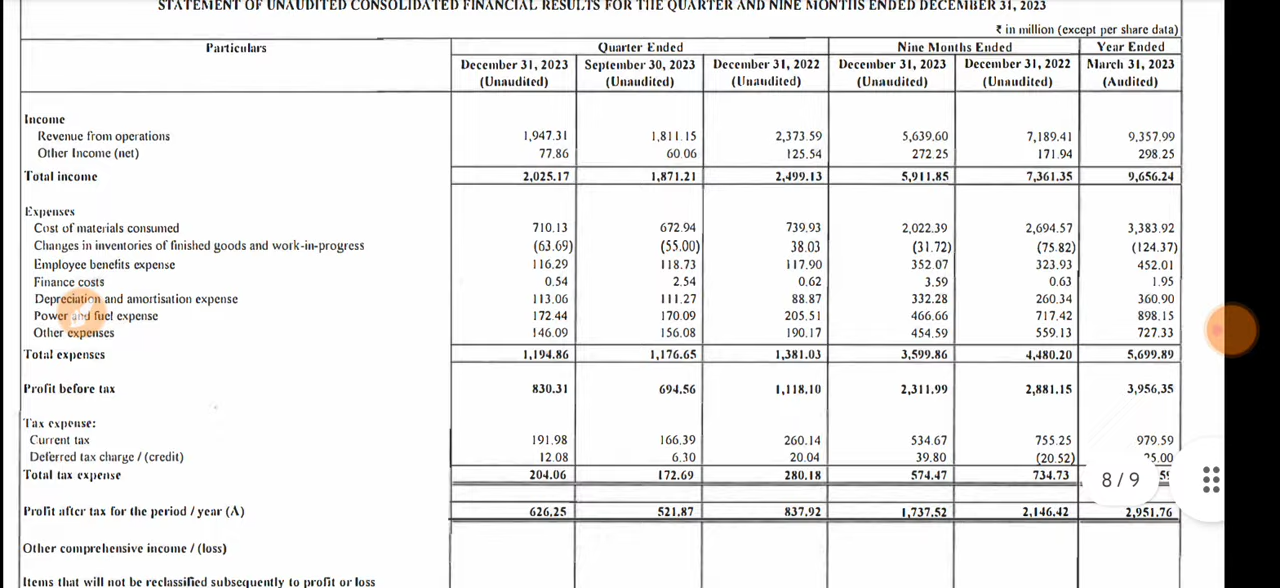 STATEMENT OF UNAUDITED CONSOLIDATED FINANCIAL RESULTS FOR THE QUARTER AND NINE MONTHS ENDED DECEMBER 31, 2023
₹ in million (except per share data)
Particulars Quarter Ended Nine Months Ended Year Ended
December 31, 2023 September 30, 2023 December 31, 2022 December 31, 2023 December 31, 2022 March 31, 2023
(Unaudited) (Unaudited) (Unaudited) (Unaudited) (Unaudited) (Audited)
Income
Revenue from operations 1,947.31 1,811.15 2,373.59 5,639.60 7,189.41 9,357.99
Other Income (net) 77.86 60.06 125.54 272.25 171.94 298.25
Total income 2,025.17 1,871.21 2,499.13 5,911.85 7,361.35 9,656.24
Expenses
Cost of materials consumed 710.13 672.94 739.93 2,022.39 2,694.57 3,383.92
Changes in inventories of finished goods and work-in-progress (63.69) (55.00) 38.03 (31.72) (75.82) (124.37)
Employee benefits expense 116.29 118.73 117.90 352.07 323.93 452.01
Finance costs 0.54 2.54 0.62 3.59 0.63 1.95
Depreciation and amortisation expense 113.06 111.27 88.87 332.28 260.34 360.90
Power and fuel expense 172.44 170.09 205.51 466.66 717.42 898.15
Other expenses 146.09 156.08 190.17 454.59 559.13 727.33
Total expenses 1,194.86 1,176.65 1,381.03 3,599.86 4,480.20 5,699.89
Profit before tax 830.31 694.56 1,118.10 2,311.99 2,881.15 3,956.35
Tax expense:
Current tax 191.98 166.39 260.14 534.67 755.25 979.59
Deferred tax charge / (credit) 12.08 6.30 20.04 39.80 (20.52)
Total tax expense 204.06 172.69 280.18 574.47 734.73
8 / 9
Profit after tax for the period / year (A) 626.25 521.87 837.92 1,737.52 2,146.42 2,951.76
Other comprehensive income / (loss)
Items that will not be reclassified subsequently to profit or loss